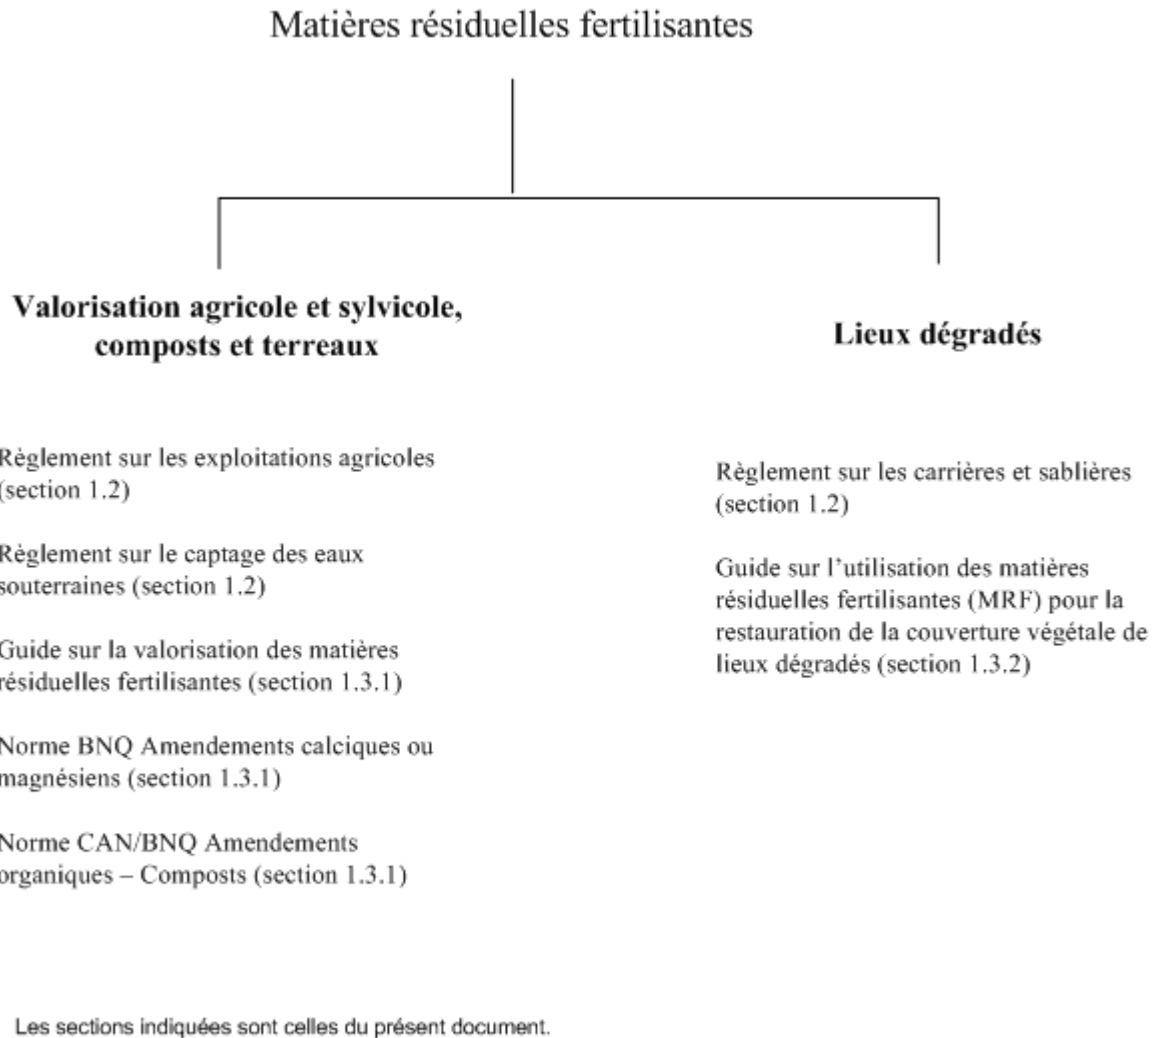 Matières résiduelles fertilisantes
Valorisation agricole et sylvicole,
composts et terreaux
Règlement sur les exploitations agricoles
(section 1.2)
Règlement sur le captage des eaux
souterraines (section 1.2)
Guide sur la valorisation des matières
résiduelles fertilisantes (section 1.3.1)
Norme BNQ Amendements calciques ou
magnésiens (section 1.3.1)
Norme CAN/BNQ Amendements
organiques – Composts (section 1.3.1)
Lieux dégradés
Règlement sur les carrières et sablières
(section 1.2)
Guide sur l’utilisation des matières
résiduelles fertilisantes (MRF) pour la
restauration de la couverture végétale de
lieux dégradés (section 1.3.2)
Les sections indiquées sont celles du présent document.